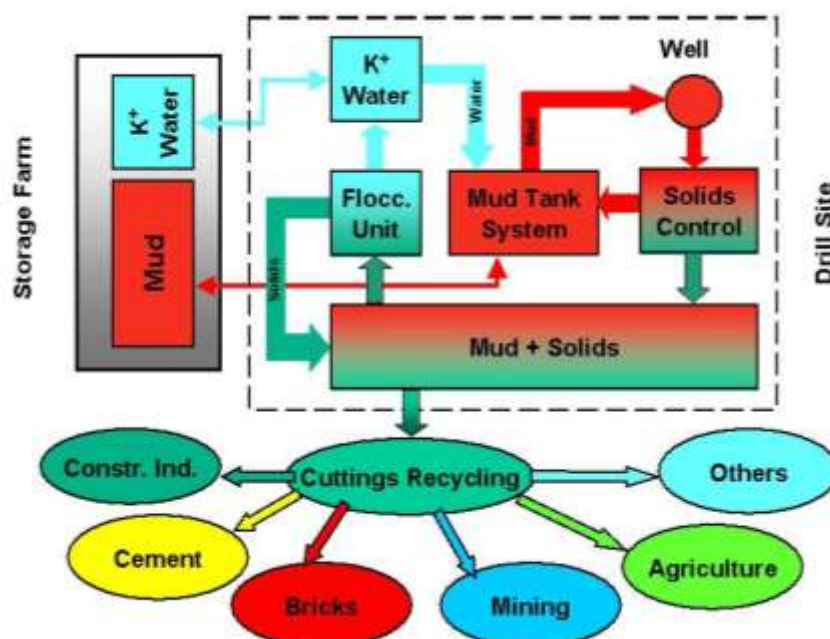 Storage Farm
K+
Water
Mud
K+
Water
Water
Mud
Well
Flocc.
Unit
Mud Tank
System
Solids
Control
Drill Site
Solids
Mud + Solids
Cuttings Recycling
Constr. Ind.
Others
Cement
Agriculture
Bricks
Mining